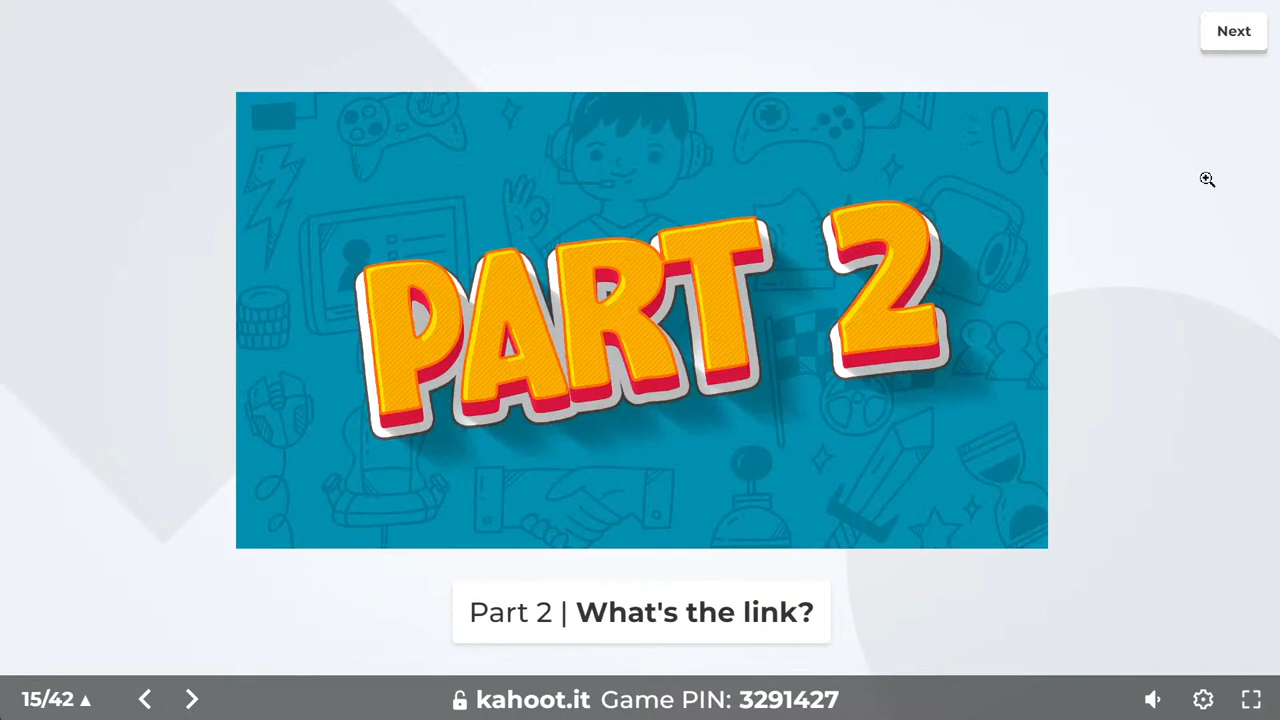 Next
PART 2
Part 2 | What's the link?
15/42 ▲
kahoot.it Game PIN: 3291427